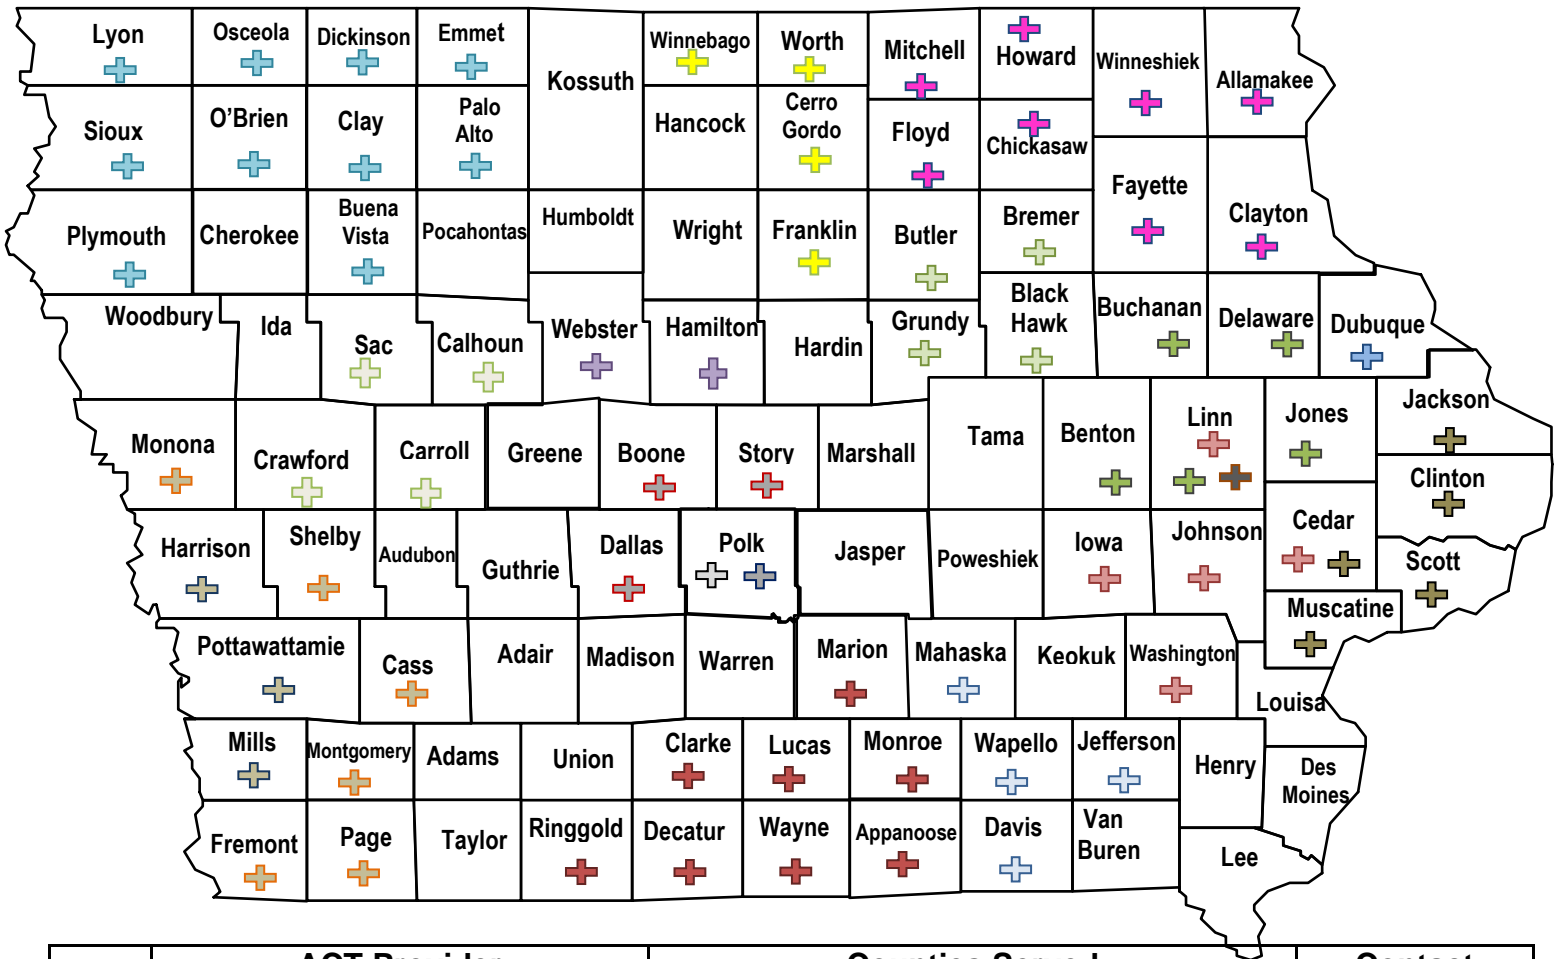 Lyon
Osceola
Dickinson
Emmet
Kossuth
Winnebago
Worth
Mitchell
Howard
Winneshiek
Allamakee
Sioux
O'Brien
Clay
Palo
Alto
Hancock
Cerro
Gordo
Floyd
Chickasaw
Fayette
Clayton
Plymouth
Cherokee
Buena
Vista
Pocahontas
Humboldt
Wright
Franklin
Butler
Bremer
Woodbury
Ida
Sac
Calhoun
Webster
Hamilton
Hardin
Grundy
Black
Hawk
Buchanan
Delaware
Dubuque
Monona
Crawford
Carroll
Greene
Boone
Story
Marshall
Tama
Benton
Linn
Jones
Jackson
Clinton
Harrison
Shelby
Audubon
Guthrie
Dallas
Polk
Jasper
Poweshiek
Iowa
Johnson
Cedar
Scott
Muscatine
Pottawattamie
Cass
Adair
Madison
Warren
Marion
Mahaska
Keokuk
Washington
Louisa
Mills
Montgomery
Adams
Union
Clarke
Lucas
Monroe
Wapello
Jefferson
Henry
Des
Moines
Fremont
Page
Taylor
Ringgold
Decatur
Wayne
Appanoose
Davis
Van
Buren
Lee
ACT Provider
Counties Served
Contact